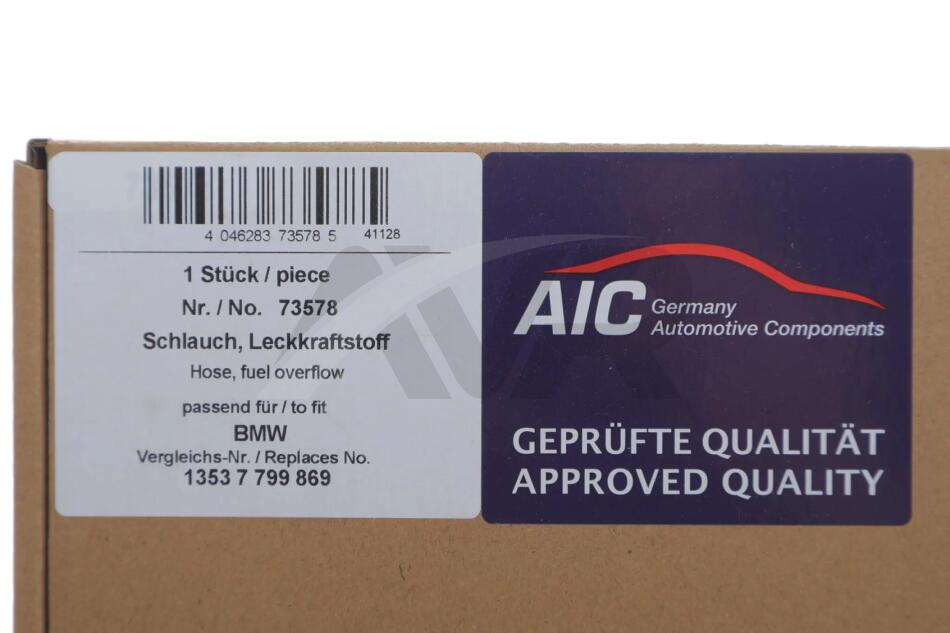 4 046283 73578 5 41128
1 Stück / piece
Nr. / No. 73578
Schlauch, Leckkraftstoff
Hose, fuel overflow
passend für / to fit
BMW
Vergleichs-Nr. / Replaces No.
1353 7 799 869
AIC Germany
Automotive Components
GEPRÜFTE QUALITÄT
APPROVED QUALITY